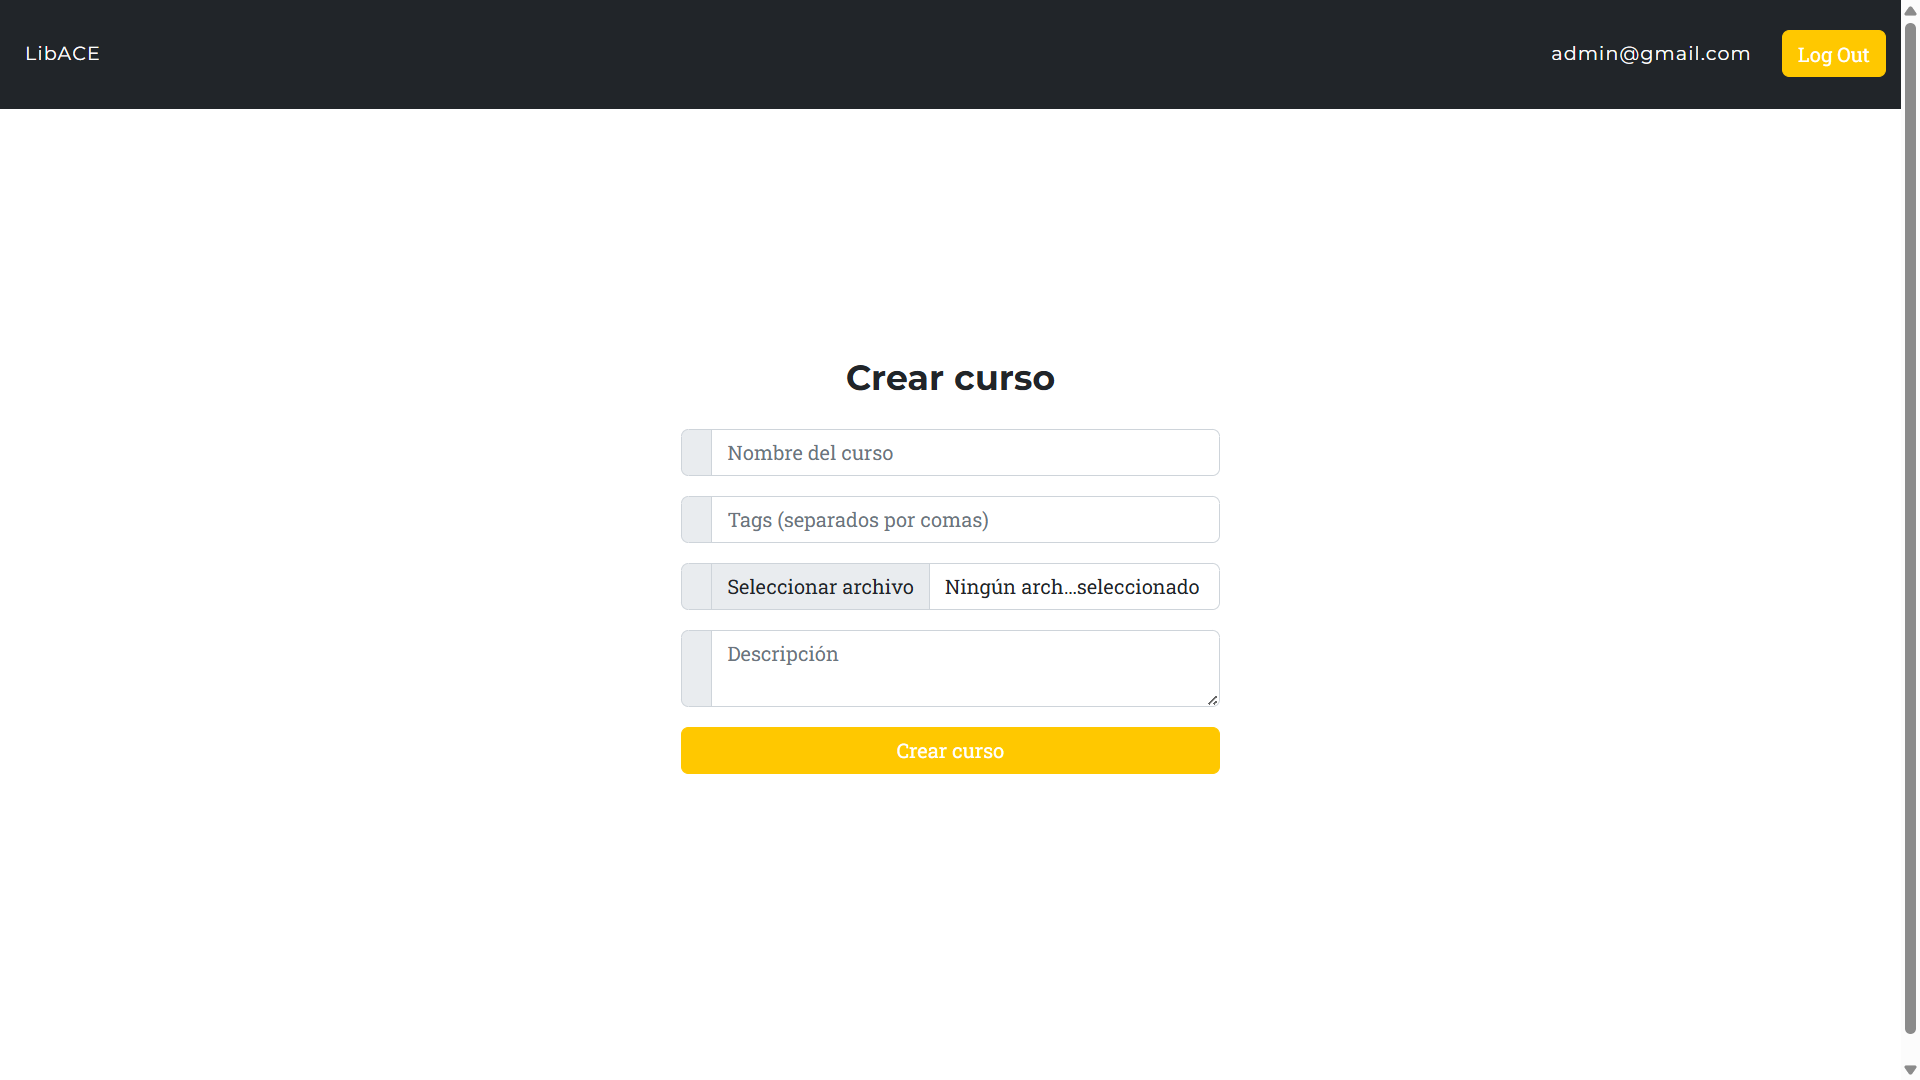 LibACE
admin@gmail.com
Log Out
Crear curso
Nombre del curso
Tags (separados por comas)
Seleccionar archivo Ningún arch...seleccionado
Descripción
Crear curso